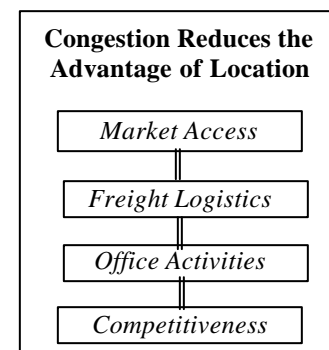 Congestion Reduces the
Advantage of Location
Market Access
Freight Logistics
Office Activities
Competitiveness